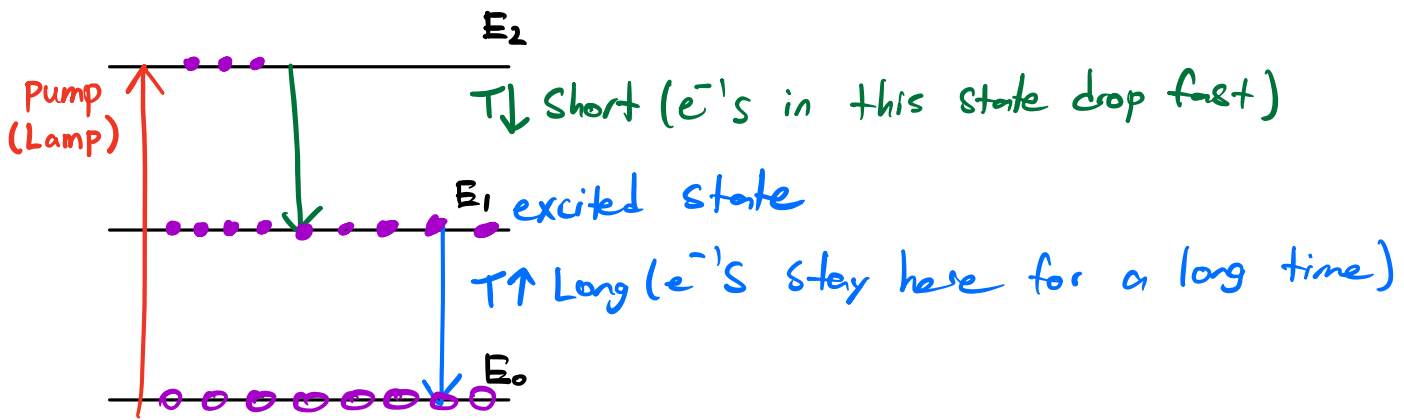 E₂
Pump
(Lamp)
T↓ Short (e⁻'s in this state drop fast)
E₁ excited state
T↑ Long (e⁻'s stay here for a long time)
E₀